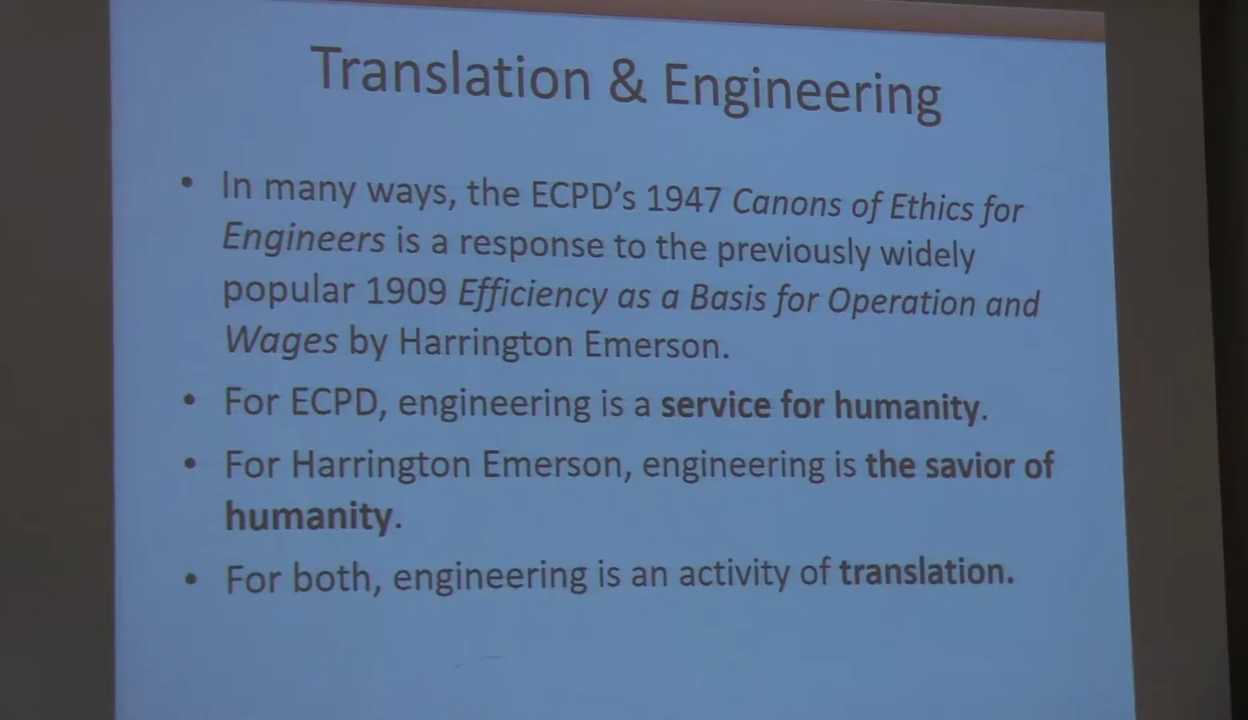 Translation & Engineering
• In many ways, the ECPD’s 1947 Canons of Ethics for
Engineers is a response to the previously widely
popular 1909 Efficiency as a Basis for Operation and
Wages by Harrington Emerson.
• For ECPD, engineering is a service for humanity.
• For Harrington Emerson, engineering is the savior of
humanity.
• For both, engineering is an activity of translation.